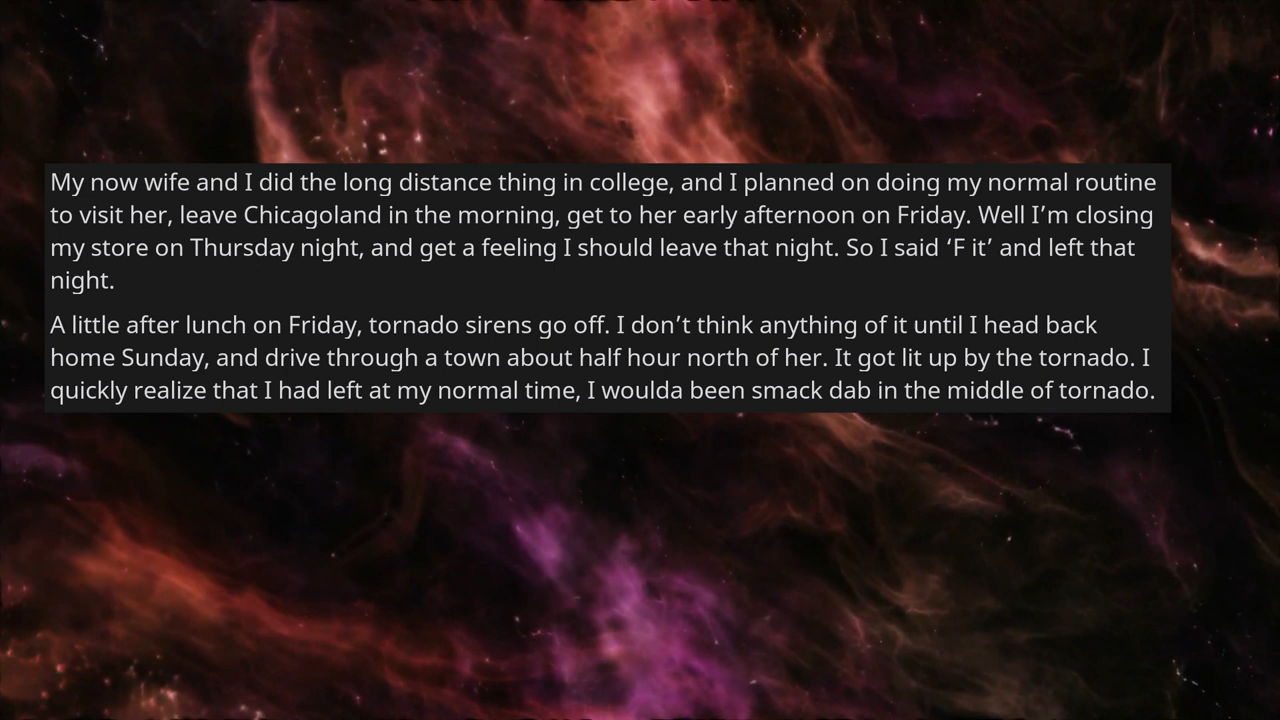 My now wife and I did the long distance thing in college, and I planned on doing my normal routine
to visit her, leave Chicagoland in the morning, get to her early afternoon on Friday. Well I’m closing
my store on Thursday night, and get a feeling I should leave that night. So I said ‘F it’ and left that
night.
A little after lunch on Friday, tornado sirens go off. I don’t think anything of it until I head back
home Sunday, and drive through a town about half hour north of her. It got lit up by the tornado. I
quickly realize that I had left at my normal time, I woulda been smack dab in the middle of tornado.